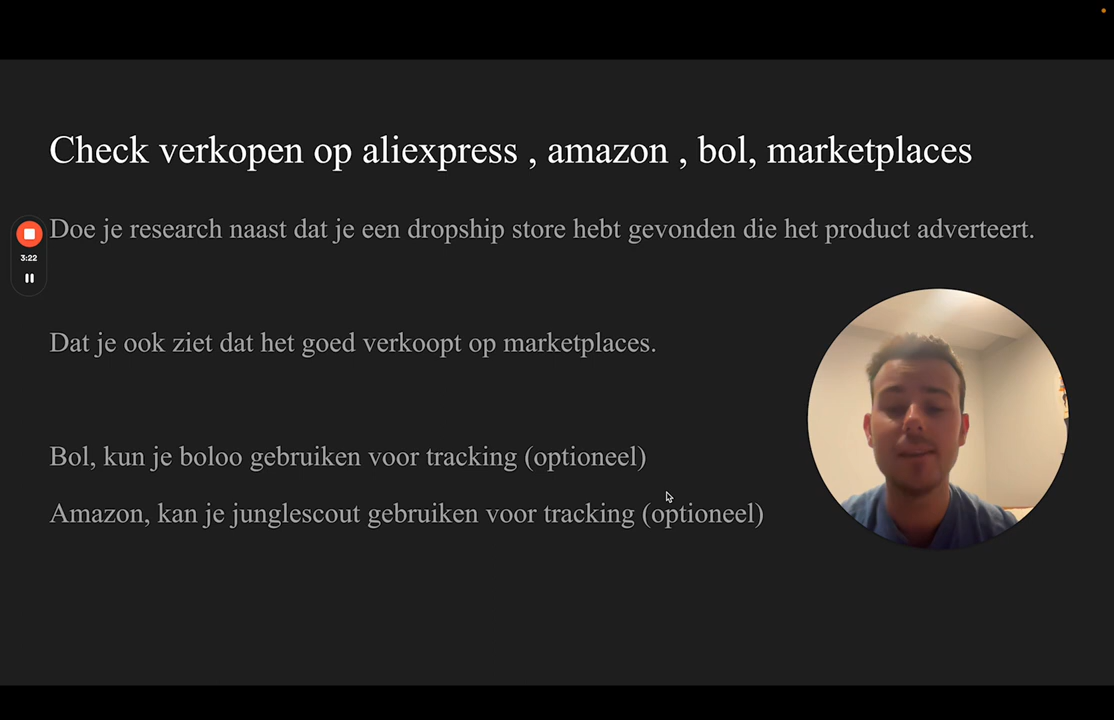 Check verkopen op aliexpress , amazon , bol, marketplaces
Doe je research naast dat je een dropship store hebt gevonden die het product adverteert.
3:22
Dat je ook ziet dat het goed verkoopt op marketplaces.
Bol, kun je boloo gebruiken voor tracking (optioneel)
Amazon, kan je junglescout gebruiken voor tracking (optioneel)